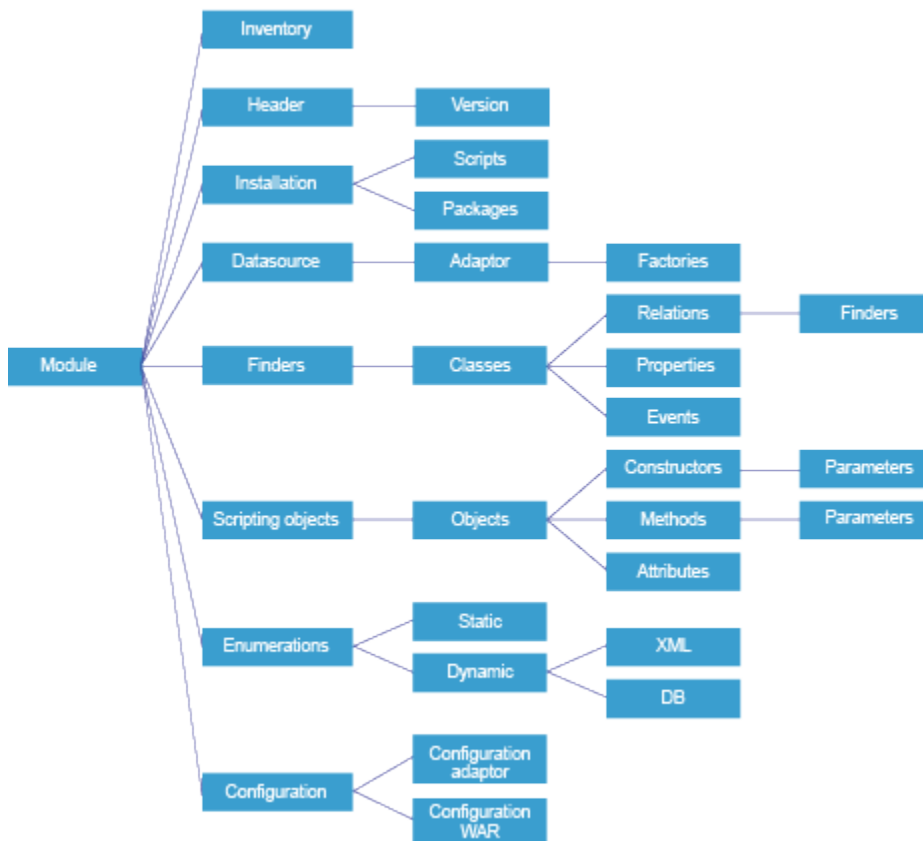 Inventory
Header
Version
Installation
Scripts
Packages
Datasource
Adaptor
Factories
Module
Finders
Classes
Relations
Finders
Properties
Events
Scripting objects
Objects
Constructors
Parameters
Methods
Parameters
Attributes
Enumerations
Static
Dynamic
XML
DB
Configuration
Configuration
adaptor
Configuration
WAR